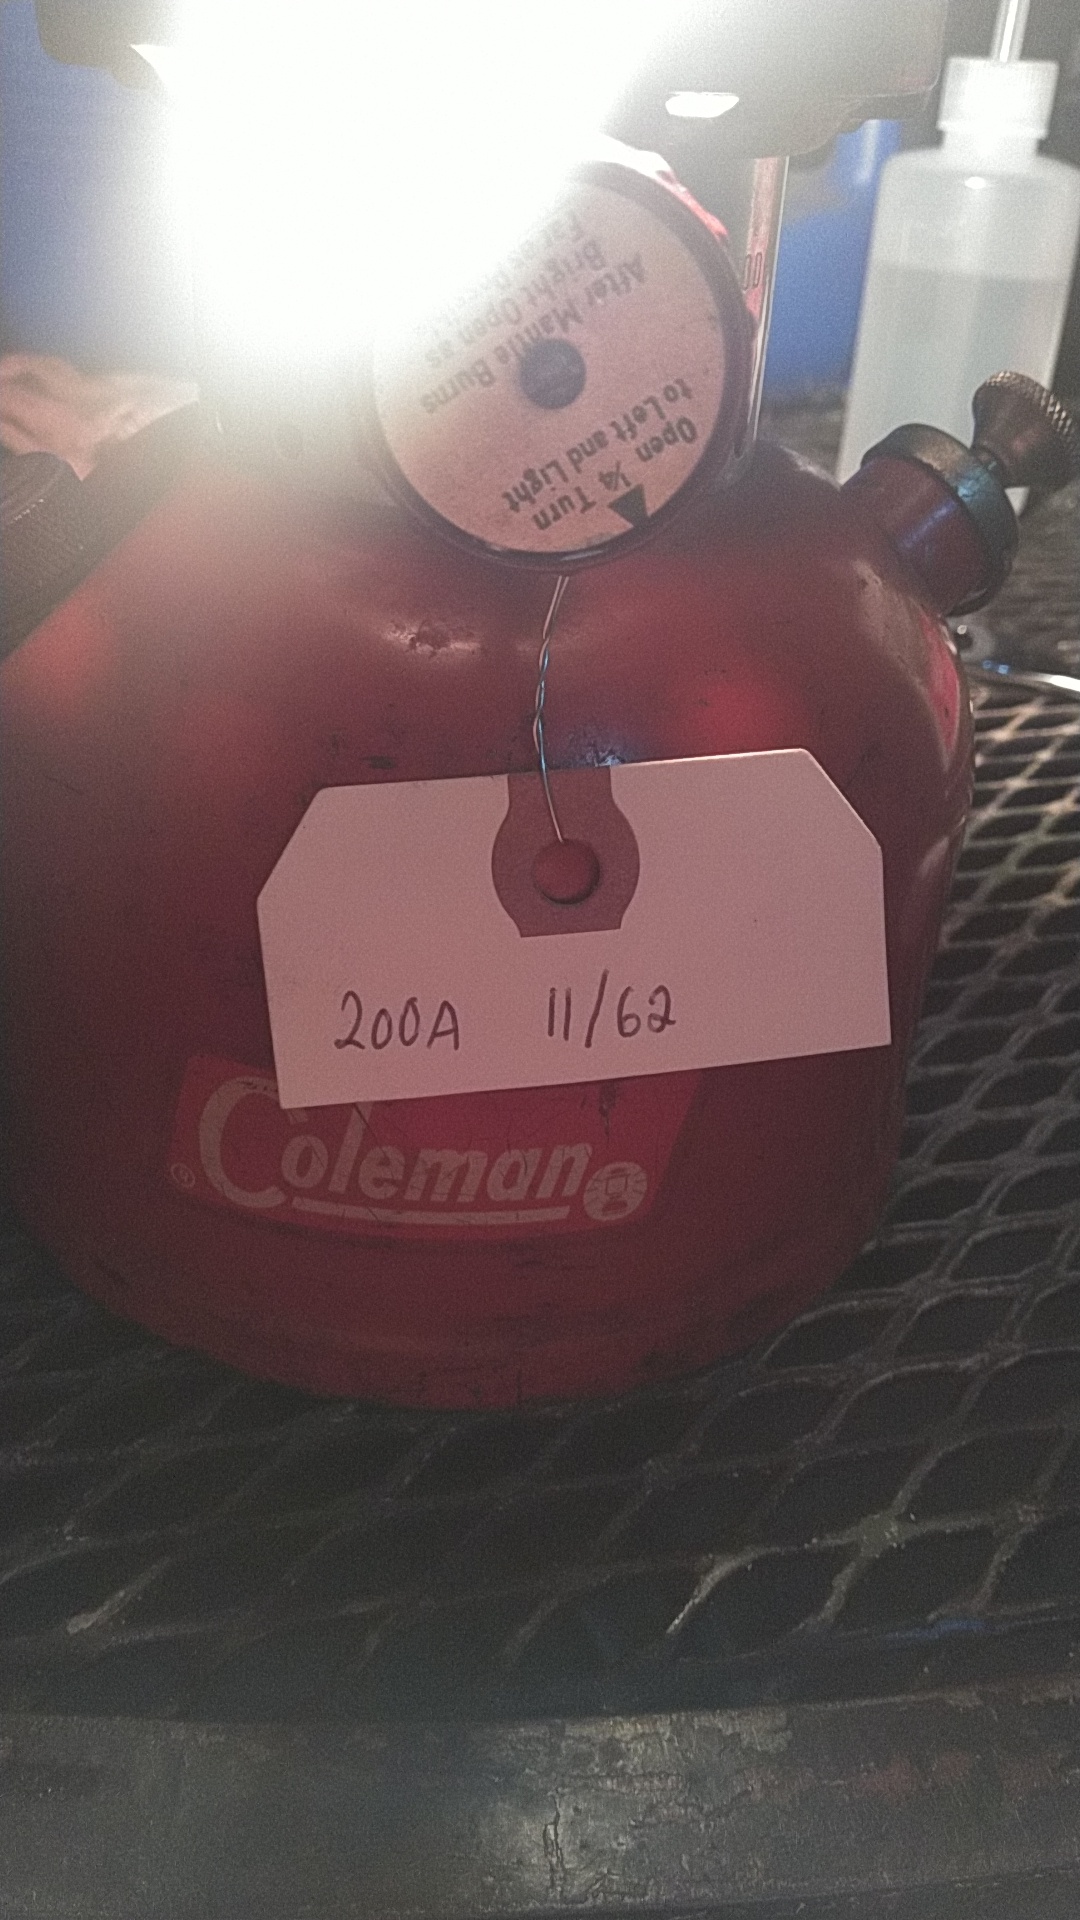 Open
¼ Turn
to Left and Light
After Mantle Burns
Bright Open as
200A 11/62
Coleman
®